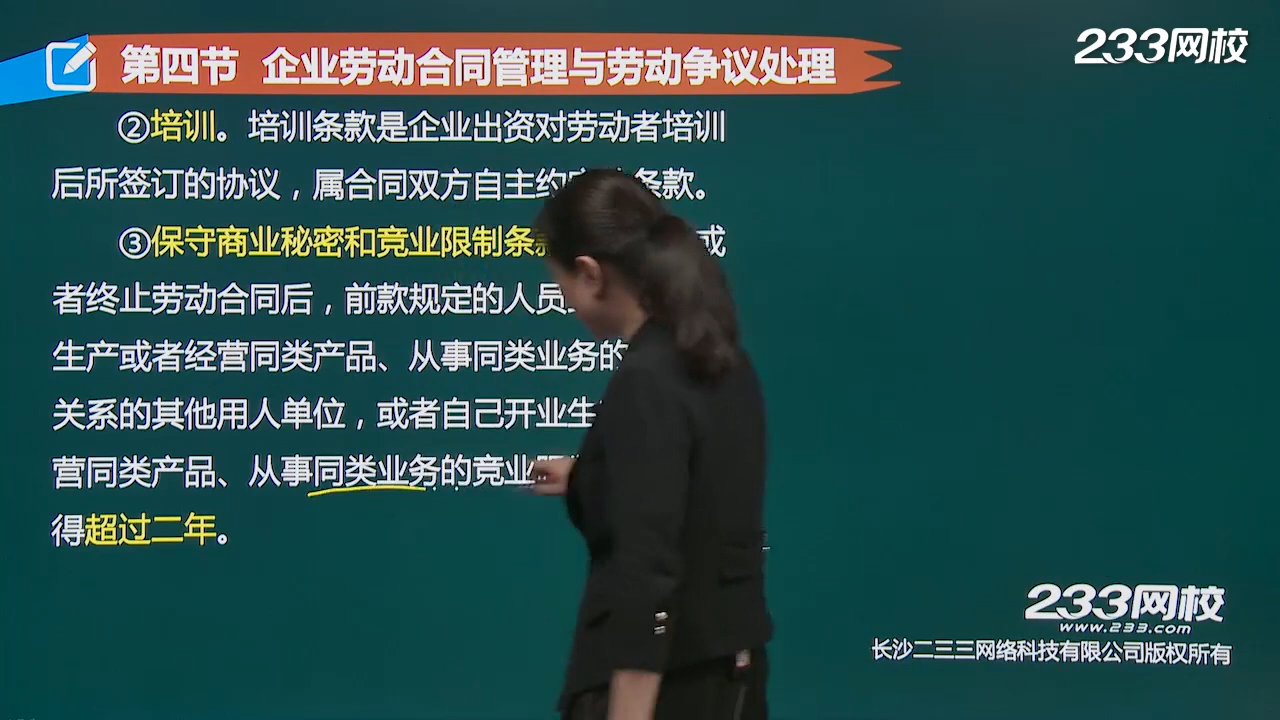 233网校
第四节 企业劳动合同管理与劳动争议处理
②培训。培训条款是企业出资对劳动者培训
后所签订的协议，属合同双方自主约 条款。
③保守商业秘密和竞业限制条 或
者终止劳动合同后，前款规定的人员
生产或者经营同类产品、从事同类业务的
关系的其他用人单位，或者自己开业生
营同类产品、从事同类业务的竞业
得超过二年。
233网校
www.233.com
长沙二三三网络科技有限公司版权所有